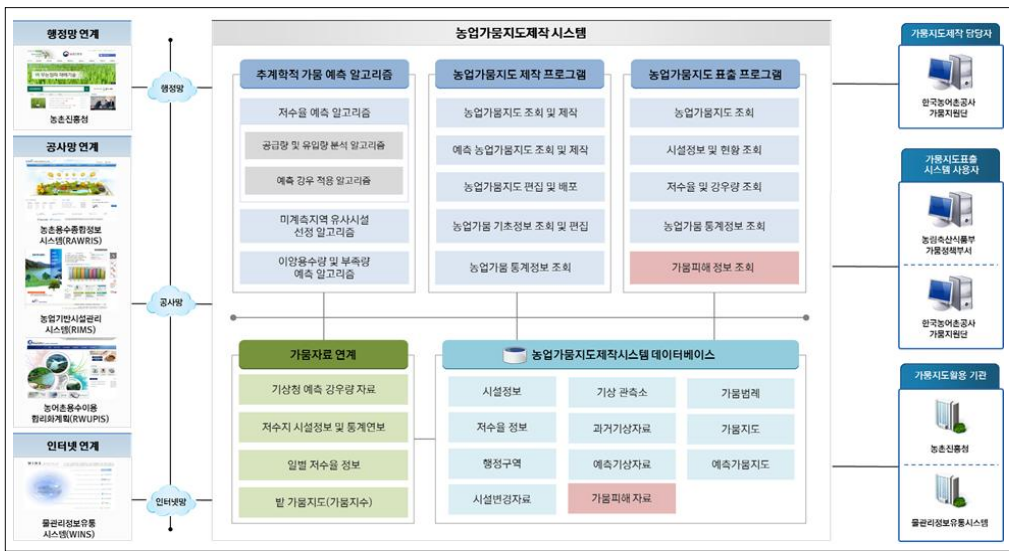 행정망 연계
농촌진흥청
공사망 연계
농촌용수종합정보
시스템(RAWRIS)
농업기반시설관리
시스템(RIMS)
농어촌용수이용
합리화계획(RWUPIS)
인터넷 연계
물관리정보유통
시스템(WINS)
행정망
공사망
인터넷망
농업가뭄지도제작 시스템
추계학적 가뭄 예측 알고리즘
저수율 예측 알고리즘
공급량 및 유입량 분석 알고리즘
예측 강우 적용 알고리즘
미계측지역 유사시설
선정 알고리즘
이앙용수량 및 부족량
예측 알고리즘
농업가뭄지도 제작 프로그램
농업가뭄지도 조회 및 제작
예측 농업가뭄지도 조회 및 제작
농업가뭄지도 편집 및 배포
농업가뭄 기초정보 조회 및 편집
농업가뭄 통계정보 조회
농업가뭄지도 표출 프로그램
농업가뭄지도 조회
시설정보 및 현황 조회
저수율 및 강우량 조회
농업가뭄 통계정보 조회
가뭄피해 정보 조회
가뭄자료 연계
기상청 예측 강우량 자료
저수지 시설정보 및 통계연보
일별 저수율 정보
밭 가뭄지도(가뭄지수)
농업가뭄지도제작시스템 데이터베이스
시설정보
기상 관측소
가뭄범례
저수율 정보
과거기상자료
가뭄지도
행정구역
예측기상자료
예측가뭄지도
시설변경자료
가뭄피해 자료
가뭄지도제작 담당자
한국농어촌공사
가뭄지원단
가뭄지도표출
시스템 사용자
농림축산식품부
가뭄정책부서
한국농어촌공사
가뭄지원단
가뭄지도활용 기관
농촌진흥청
물관리정보유통시스템